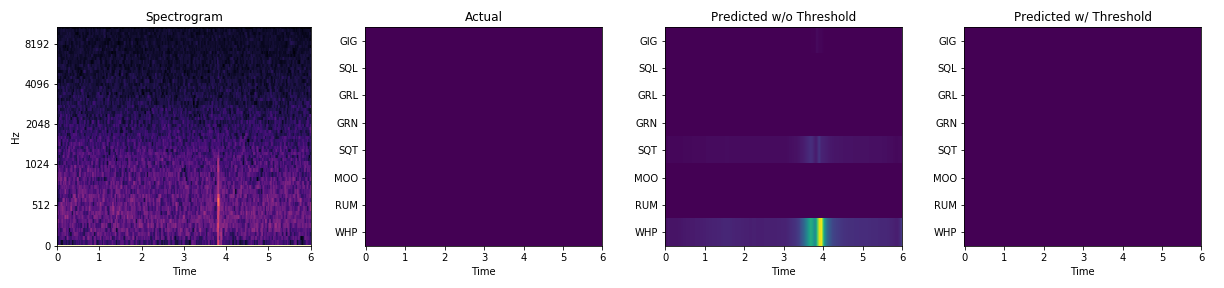 Spectrogram
8192
4096
2048
1024
512
0
Hz
0 1 2 3 4 5 6
Time
Actual
GIG
SQL
GRL
GRN
SQT
MOO
RUM
WHP
0 1 2 3 4 5 6
Time
Predicted w/o Threshold
GIG
SQL
GRL
GRN
SQT
MOO
RUM
WHP
0 1 2 3 4 5 6
Time
Predicted w/ Threshold
GIG
SQL
GRL
GRN
SQT
MOO
RUM
WHP
0 1 2 3 4 5 6
Time